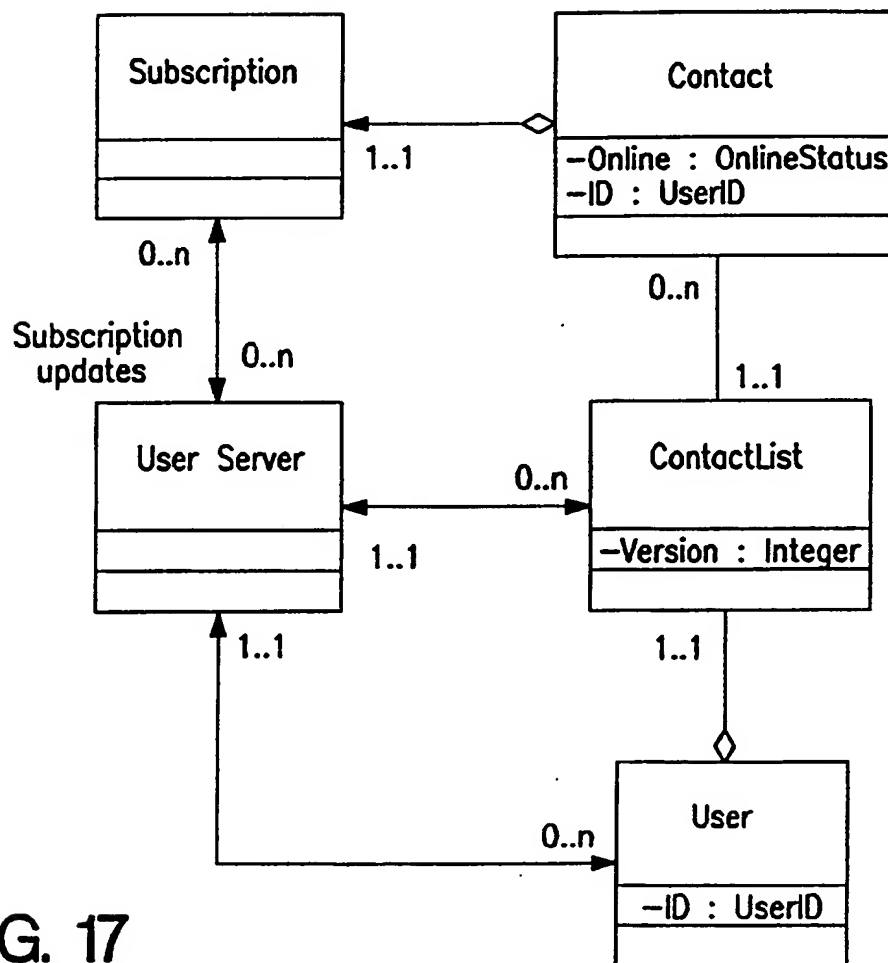 Subscription
Contact
1..1
-Online : OnlineStatus
-ID : UserID
0..n
0..n
Subscription
updates
0..n
1..1
User Server
ContactList
0..n
1..1
-Version : Integer
1..1
1..1
User
0..n
-ID : UserID
G. 17